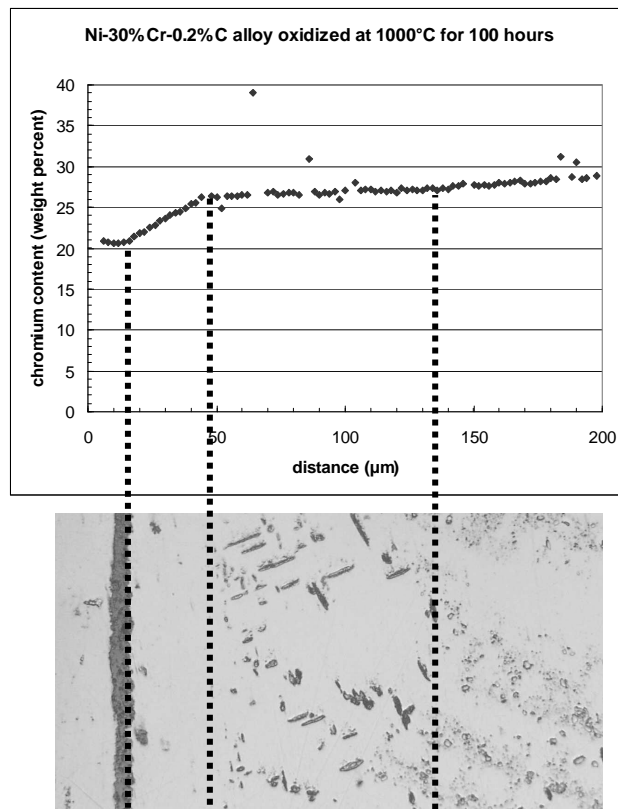 Ni-30%Cr-0.2%C alloy oxidized at 1000°C for 100 hours
chromium content (weight percent)
40
35
30
25
20
15
10
5
0
0 50 100 150 200
distance (µm)